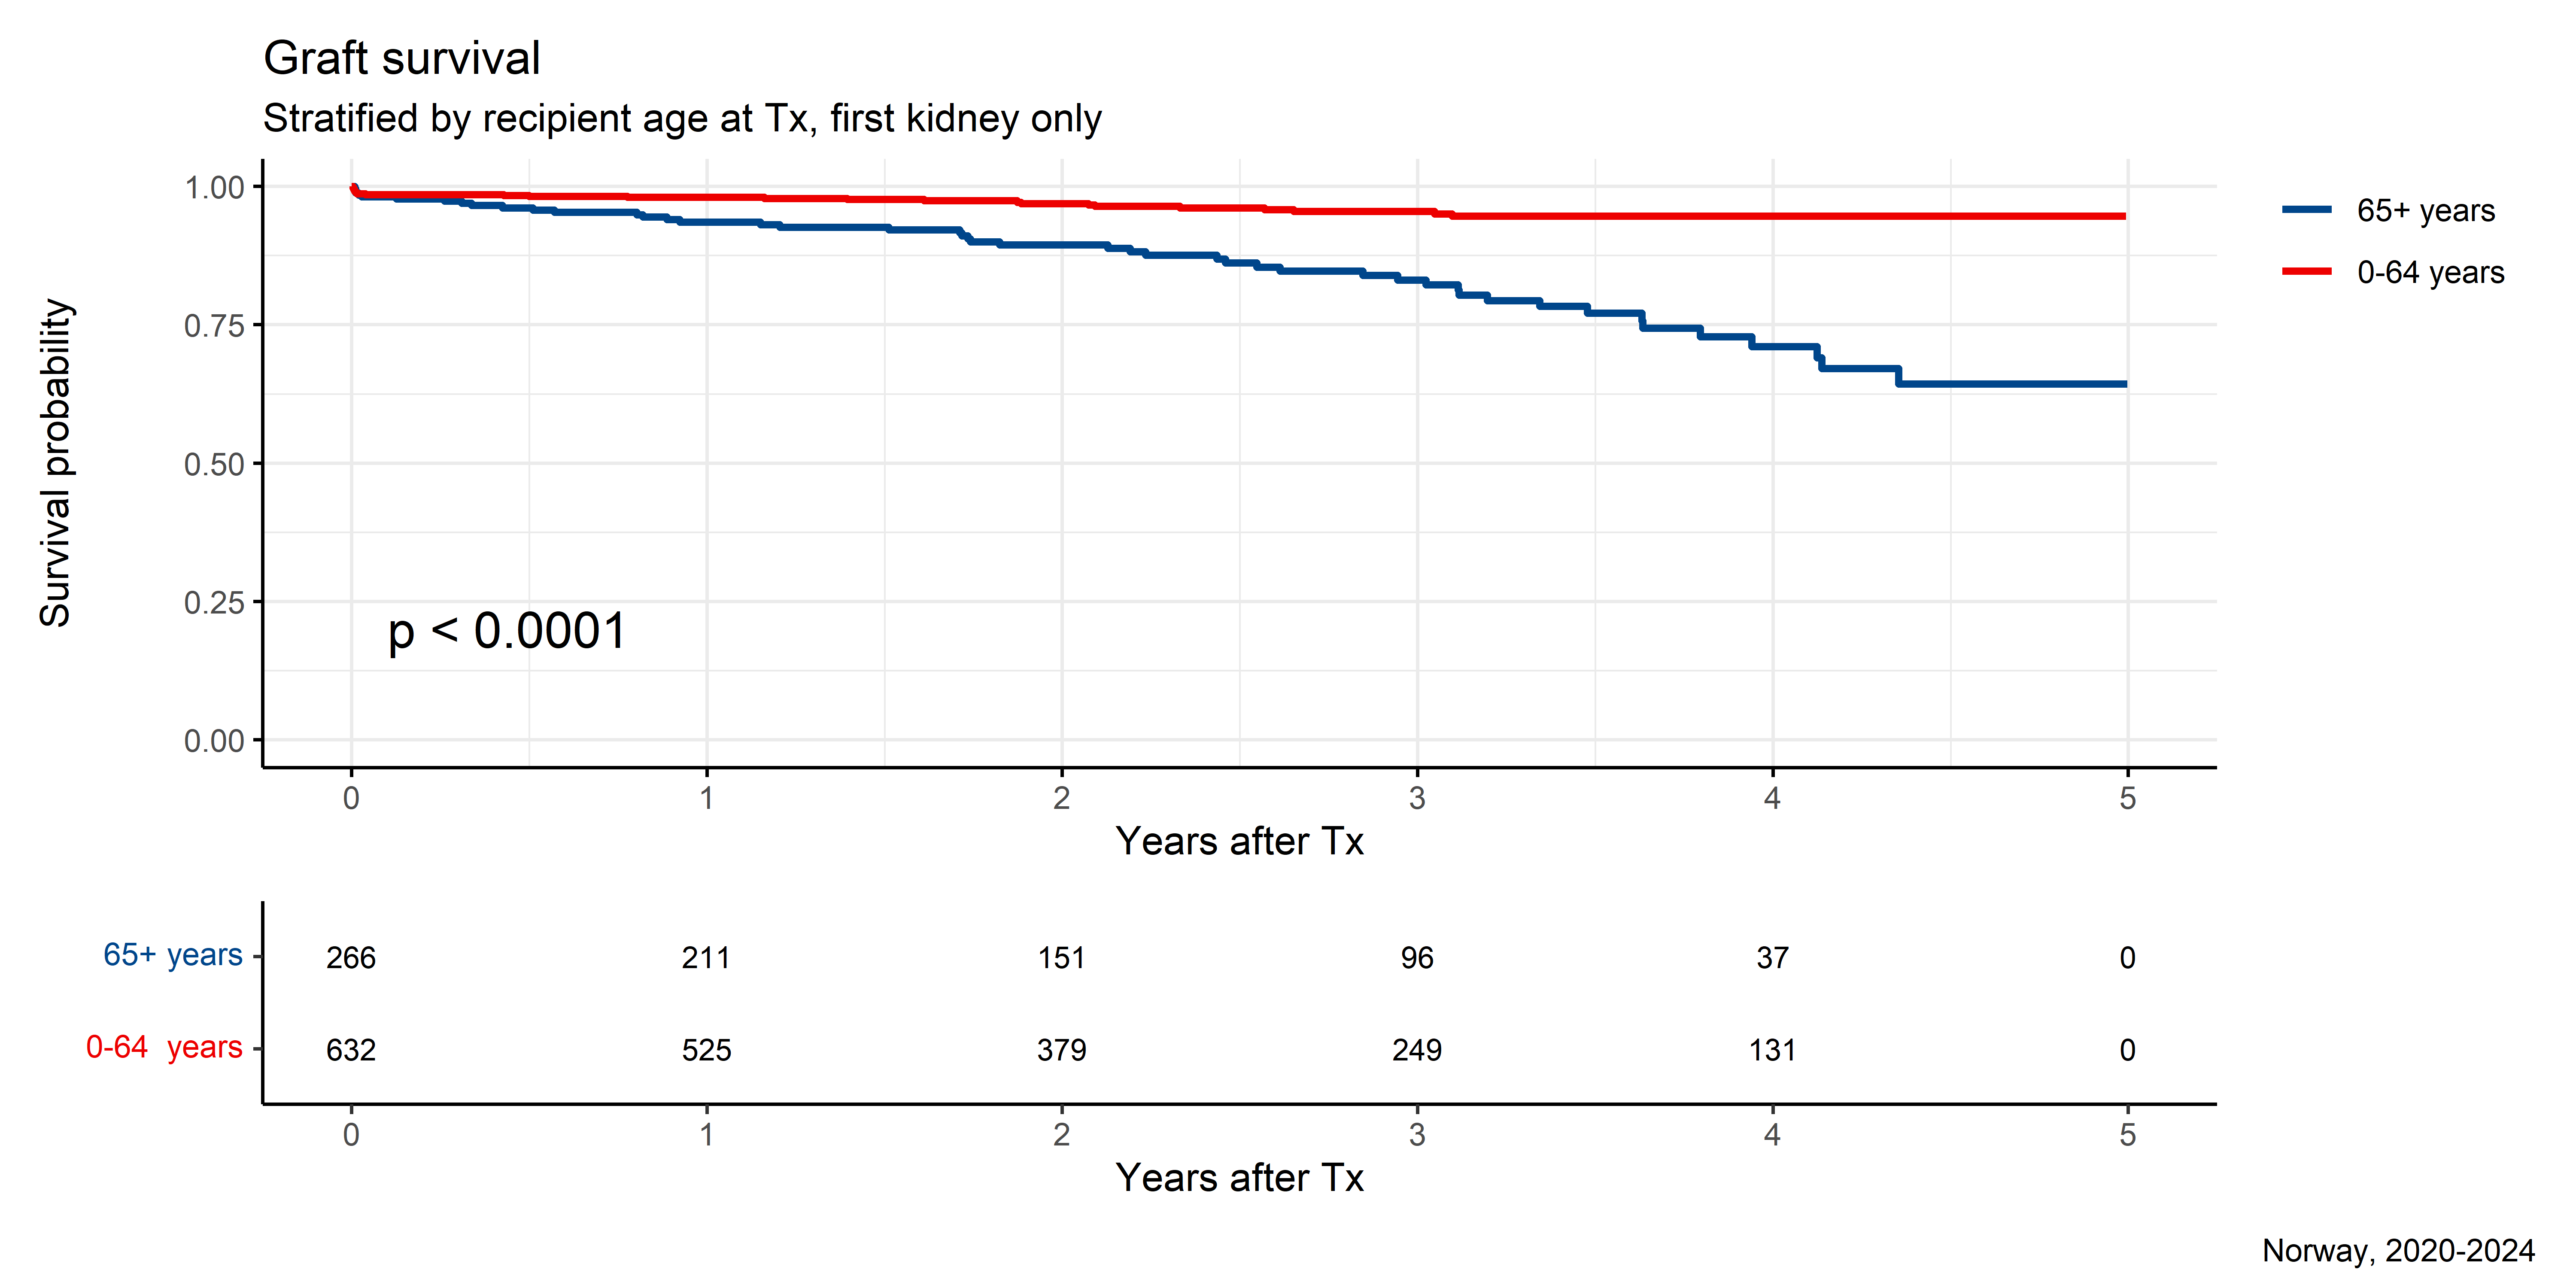 Graft survival
Stratified by recipient age at Tx, first kidney only
Survival probability
1.00
0.75
0.50
0.25
0.00
p < 0.0001
65+ years
0-64 years
0 1 2 3 4 5
Years after Tx
65+ years 266 211 151 96 37 0
0-64  years 632 525 379 249 131 0
0 1 2 3 4 5
Years after Tx
Norway, 2020-2024